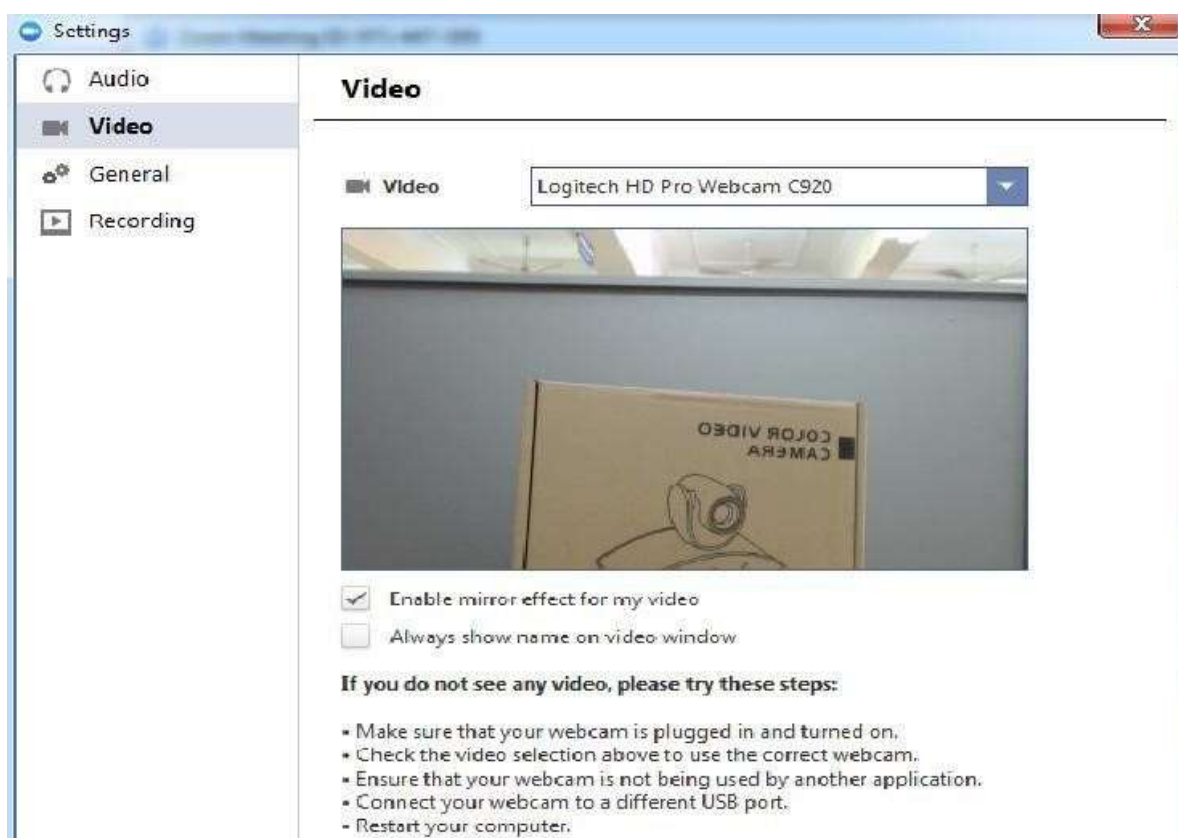 Settings
Audio
Video
General
Recording
Video
Video
Logitech HD Pro Webcam C920
COLOR VIDEO
CAMERA
Enable mirror effect for my video
Always show name on video window
If you do not see any video, please try these steps:
- Make sure that your webcam is plugged in and turned on.
- Check the video selection above to use the correct webcam.
- Ensure that your webcam is not being used by another application.
- Connect your webcam to a different USB port.
- Restart your computer.